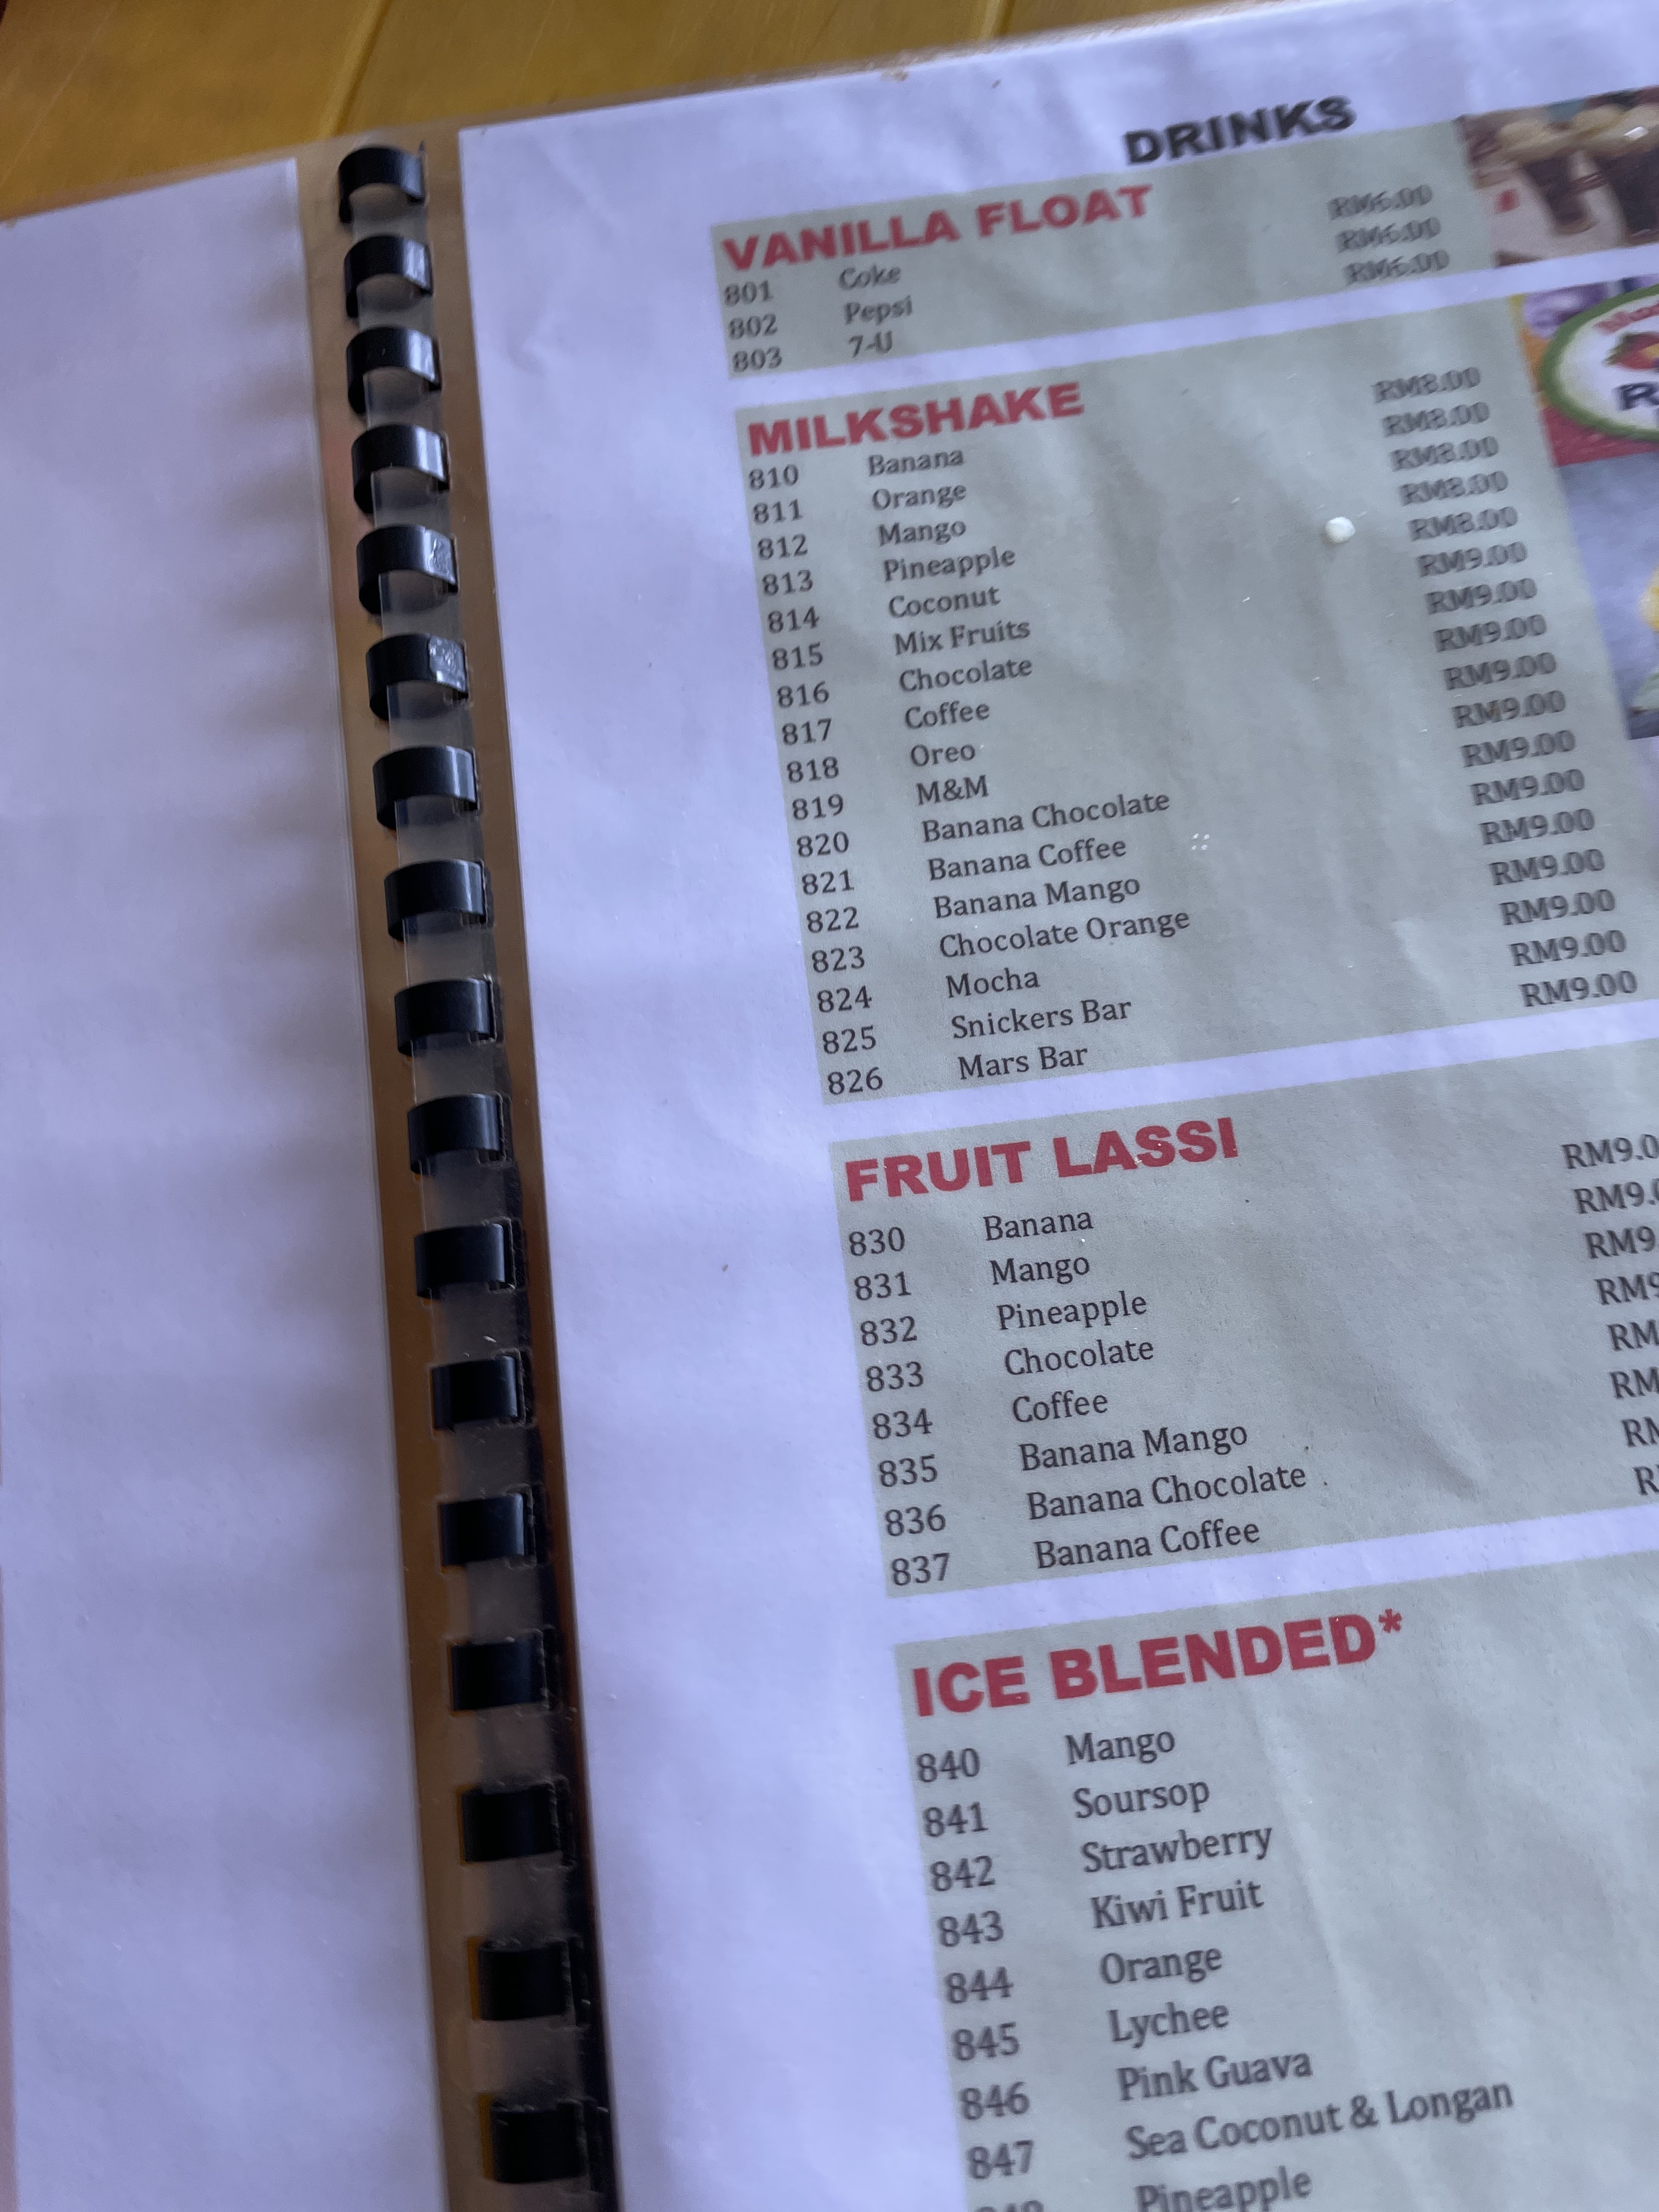 DRINKS
VANILLA FLOAT
801 Coke RM6.00
802 Pepsi RM6.00
803 7-U RM6.00
MILKSHAKE
810 Banana RM8.00
811 Orange RM8.00
812 Mango RM8.00
813 Pineapple RM8.00
814 Coconut RM8.00
815 Mix Fruits RM9.00
816 Chocolate RM9.00
817 Coffee RM9.00
818 Oreo RM9.00
819 M&M RM9.00
820 Banana Chocolate RM9.00
821 Banana Coffee RM9.00
822 Banana Mango RM9.00
823 Chocolate Orange RM9.00
824 Mocha RM9.00
825 Snickers Bar RM9.00
826 Mars Bar RM9.00
FRUIT LASSI
830 Banana RM9.0
831 Mango RM9.
832 Pineapple RM9
833 Chocolate RM9
834 Coffee RM
835 Banana Mango RM
836 Banana Chocolate
837 Banana Coffee
ICE BLENDED*
840 Mango
841 Soursop
842 Strawberry
843 Kiwi Fruit
844 Orange
845 Lychee
846 Pink Guava
847 Sea Coconut & Longan
Pineapple